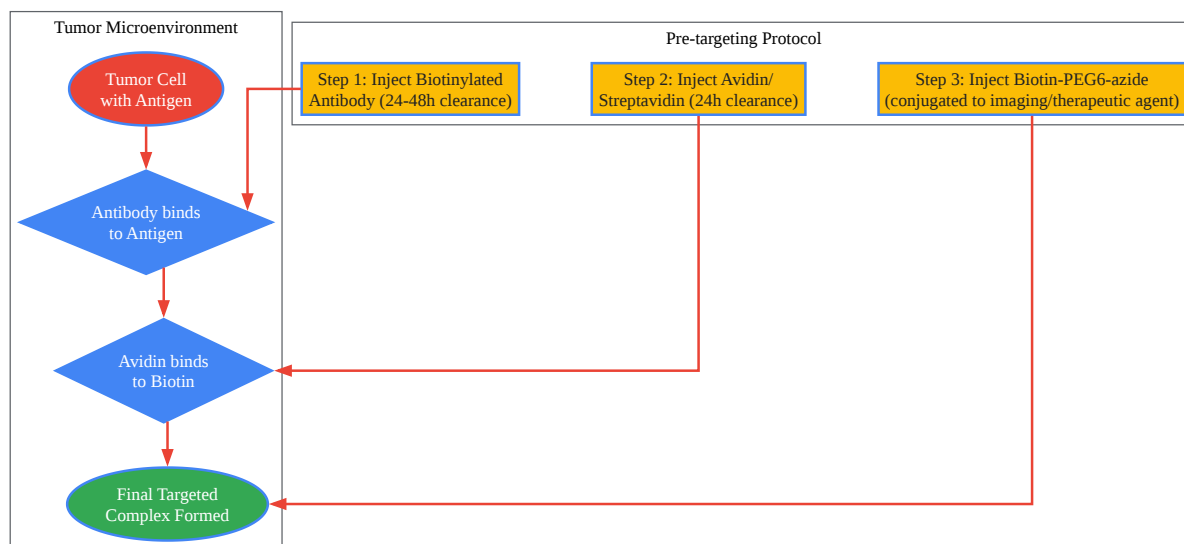 Tumor Microenvironment
Pre-targeting Protocol
Tumor Cell
with Antigen
Step 1: Inject Biotinylated
Antibody (24-48h clearance)
Step 2: Inject Avidin/
Streptavidin (24h clearance)
Step 3: Inject Biotin-PEG6-azide
(conjugated to imaging/therapeutic agent)
Antibody binds
to Antigen
Avidin binds
to Biotin
Final Targeted
Complex Formed